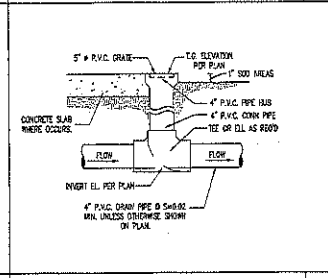 5" ø P.V.C. GRATE
T.G. ELEVATION
PER PLAN
1" SOD AREAS
4" P.V.C. PIPE HUB
4" P.V.C. CONN PIPE
TEE OR ELL AS REQ'D
CONCRETE SLAB
WHERE OCCURS.
FLOW
FLOW
INVERT EL. PER PLAN
4" P.V.C. DRAIN PIPE @ S=0.02
MIN. UNLESS OTHERWISE SHOWN
ON PLAN.